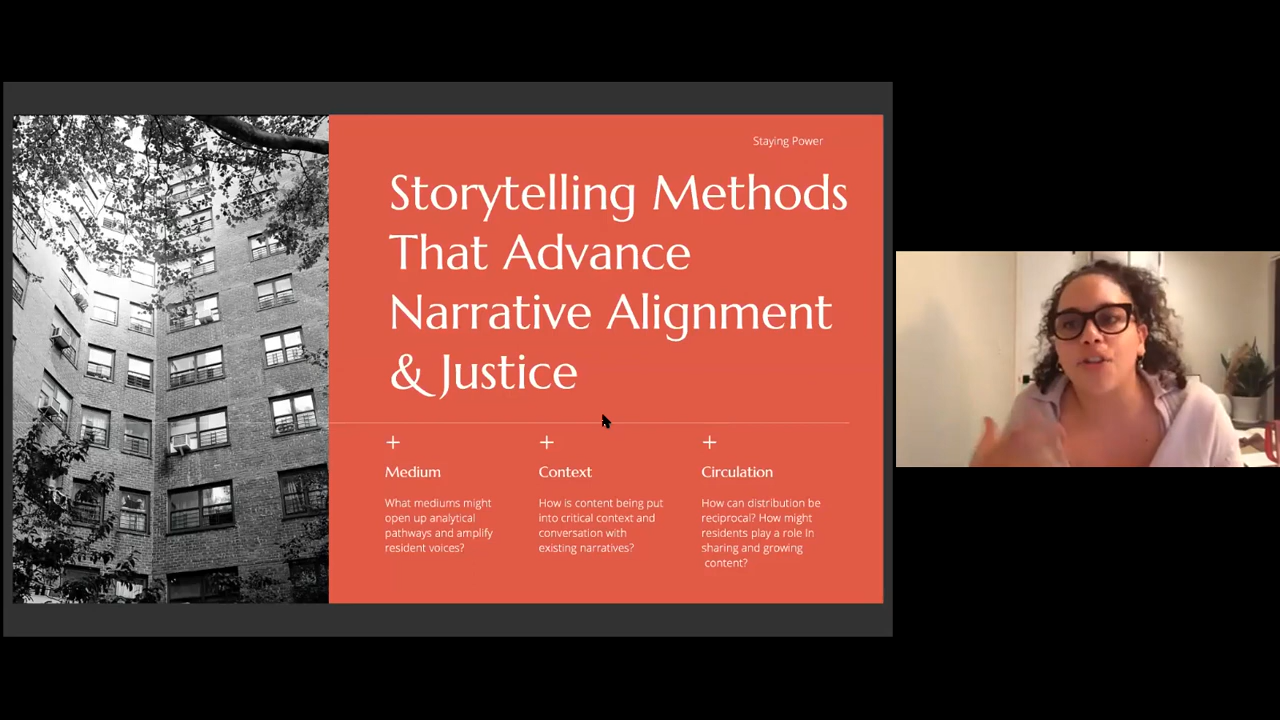 Staying Power
Storytelling Methods
That Advance
Narrative Alignment
& Justice
+
+
+
Medium
Context
Circulation
What mediums might
open up analytical
pathways and amplify
resident voices?
How is content being put
into critical context and
conversation with
existing narratives?
How can distribution be
reciprocal? How might
residents play a role in
sharing and growing
content?